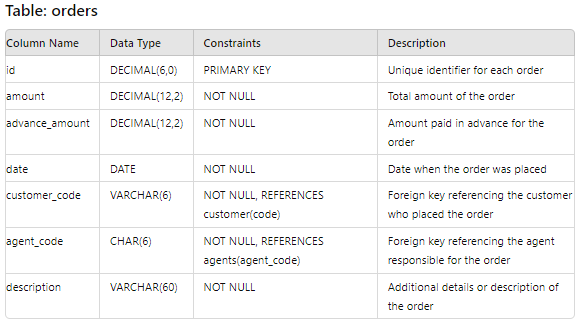 Table: orders
Column Name Data Type Constraints Description
id DECIMAL(6,0) PRIMARY KEY Unique identifier for each order
amount DECIMAL(12,2) NOT NULL Total amount of the order
advance_amount DECIMAL(12,2) NOT NULL Amount paid in advance for the
order
date DATE NOT NULL Date when the order was placed
customer_code VARCHAR(6) NOT NULL, REFERENCES Foreign key referencing the customer
customer(code) who placed the order
agent_code CHAR(6) NOT NULL, REFERENCES Foreign key referencing the agent
agents(agent_code) responsible for the order
description VARCHAR(60) NOT NULL Additional details or description of
the order